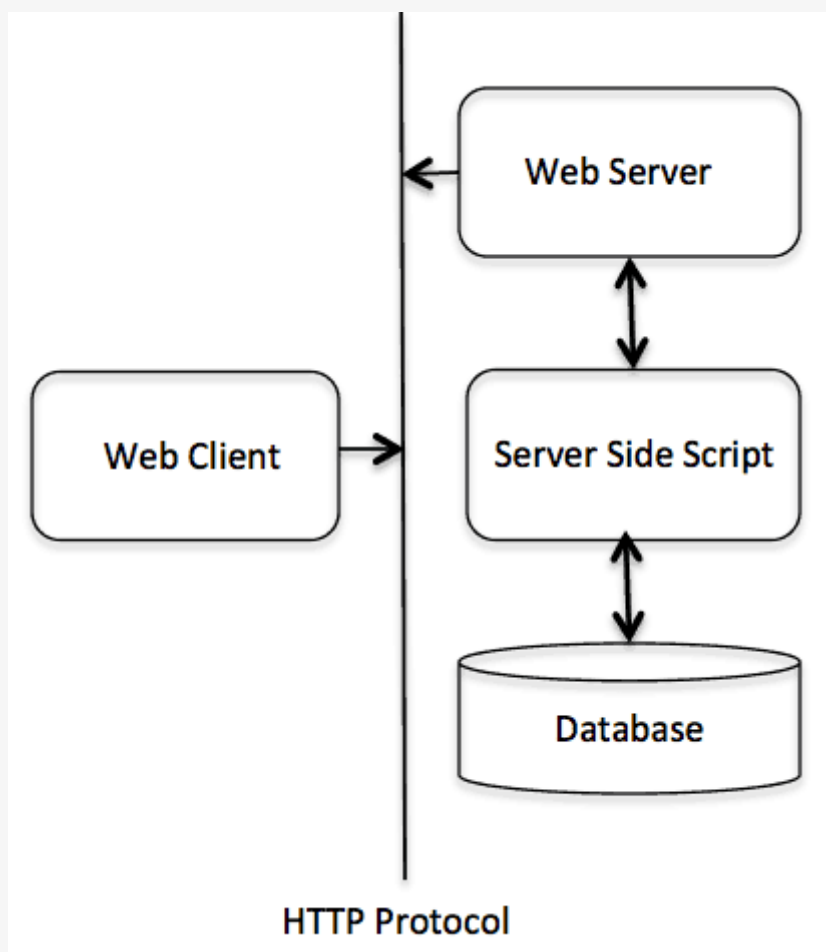 Web Server
Web Client
Server Side Script
Database
HTTP Protocol